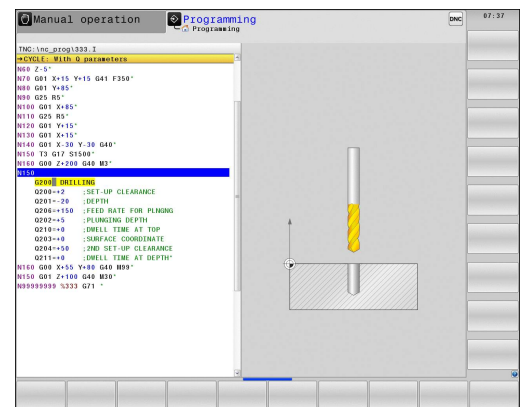 Manual operation
Programming
Programming
DNC
07:37
TNC:\nc_prog\333.I
→CYCLE: With Q parameters
N60 Z-5*
N70 G01 X+15 Y+15 G41 F350*
N80 G01 Y+85*
N90 G25 R5*
N100 G01 X+85*
N110 G25 R5*
N120 G01 Y+15*
N130 G01 X+15*
N140 G01 X-30 Y-30 G40*
N150 T3 G17 S1500*
N160 G00 Z+200 G40 M3*
N150
G200 DRILLING
Q200=+2 ;SET-UP CLEARANCE
Q201=-20 ;DEPTH
Q206=+150 ;FEED RATE FOR PLNGNG
Q202=+5 ;PLUNGING DEPTH
Q210=+0 ;DWELL TIME AT TOP
Q203=+0 ;SURFACE COORDINATE
Q204=+50 ;2ND SET-UP CLEARANCE
Q211=+0 ;DWELL TIME AT DEPTH*
N160 G00 X+55 Y+80 G40 M99*
N150 G01 Z+100 G40 M30*
N99999999 %333 G71 *